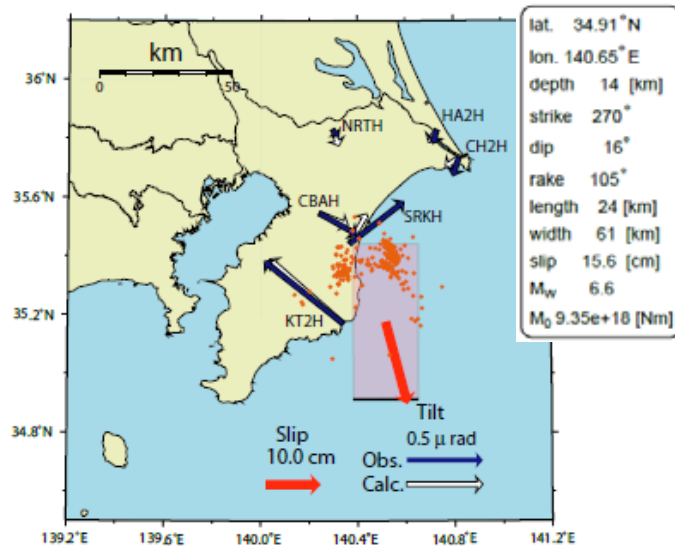 km
0
50
36°N
35.6°N
35.2°N
34.8°N
NRTH
HA2H
CH2H
CBAH
SRKH
KT2H
Tilt
Slip
0.5 μ rad
10.0 cm
Obs.
Calc.
139.2°E
139.6°E
140.0°E
140.4°E
140.8°E
141.2°E
lat. 34.91°N
lon. 140.65°E
depth 14 [km]
strike 270°
dip 16°
rake 105°
length 24 [km]
width 61 [km]
slip 15.6 [cm]
Mw 6.6
M0 9.35e+18 [Nm]